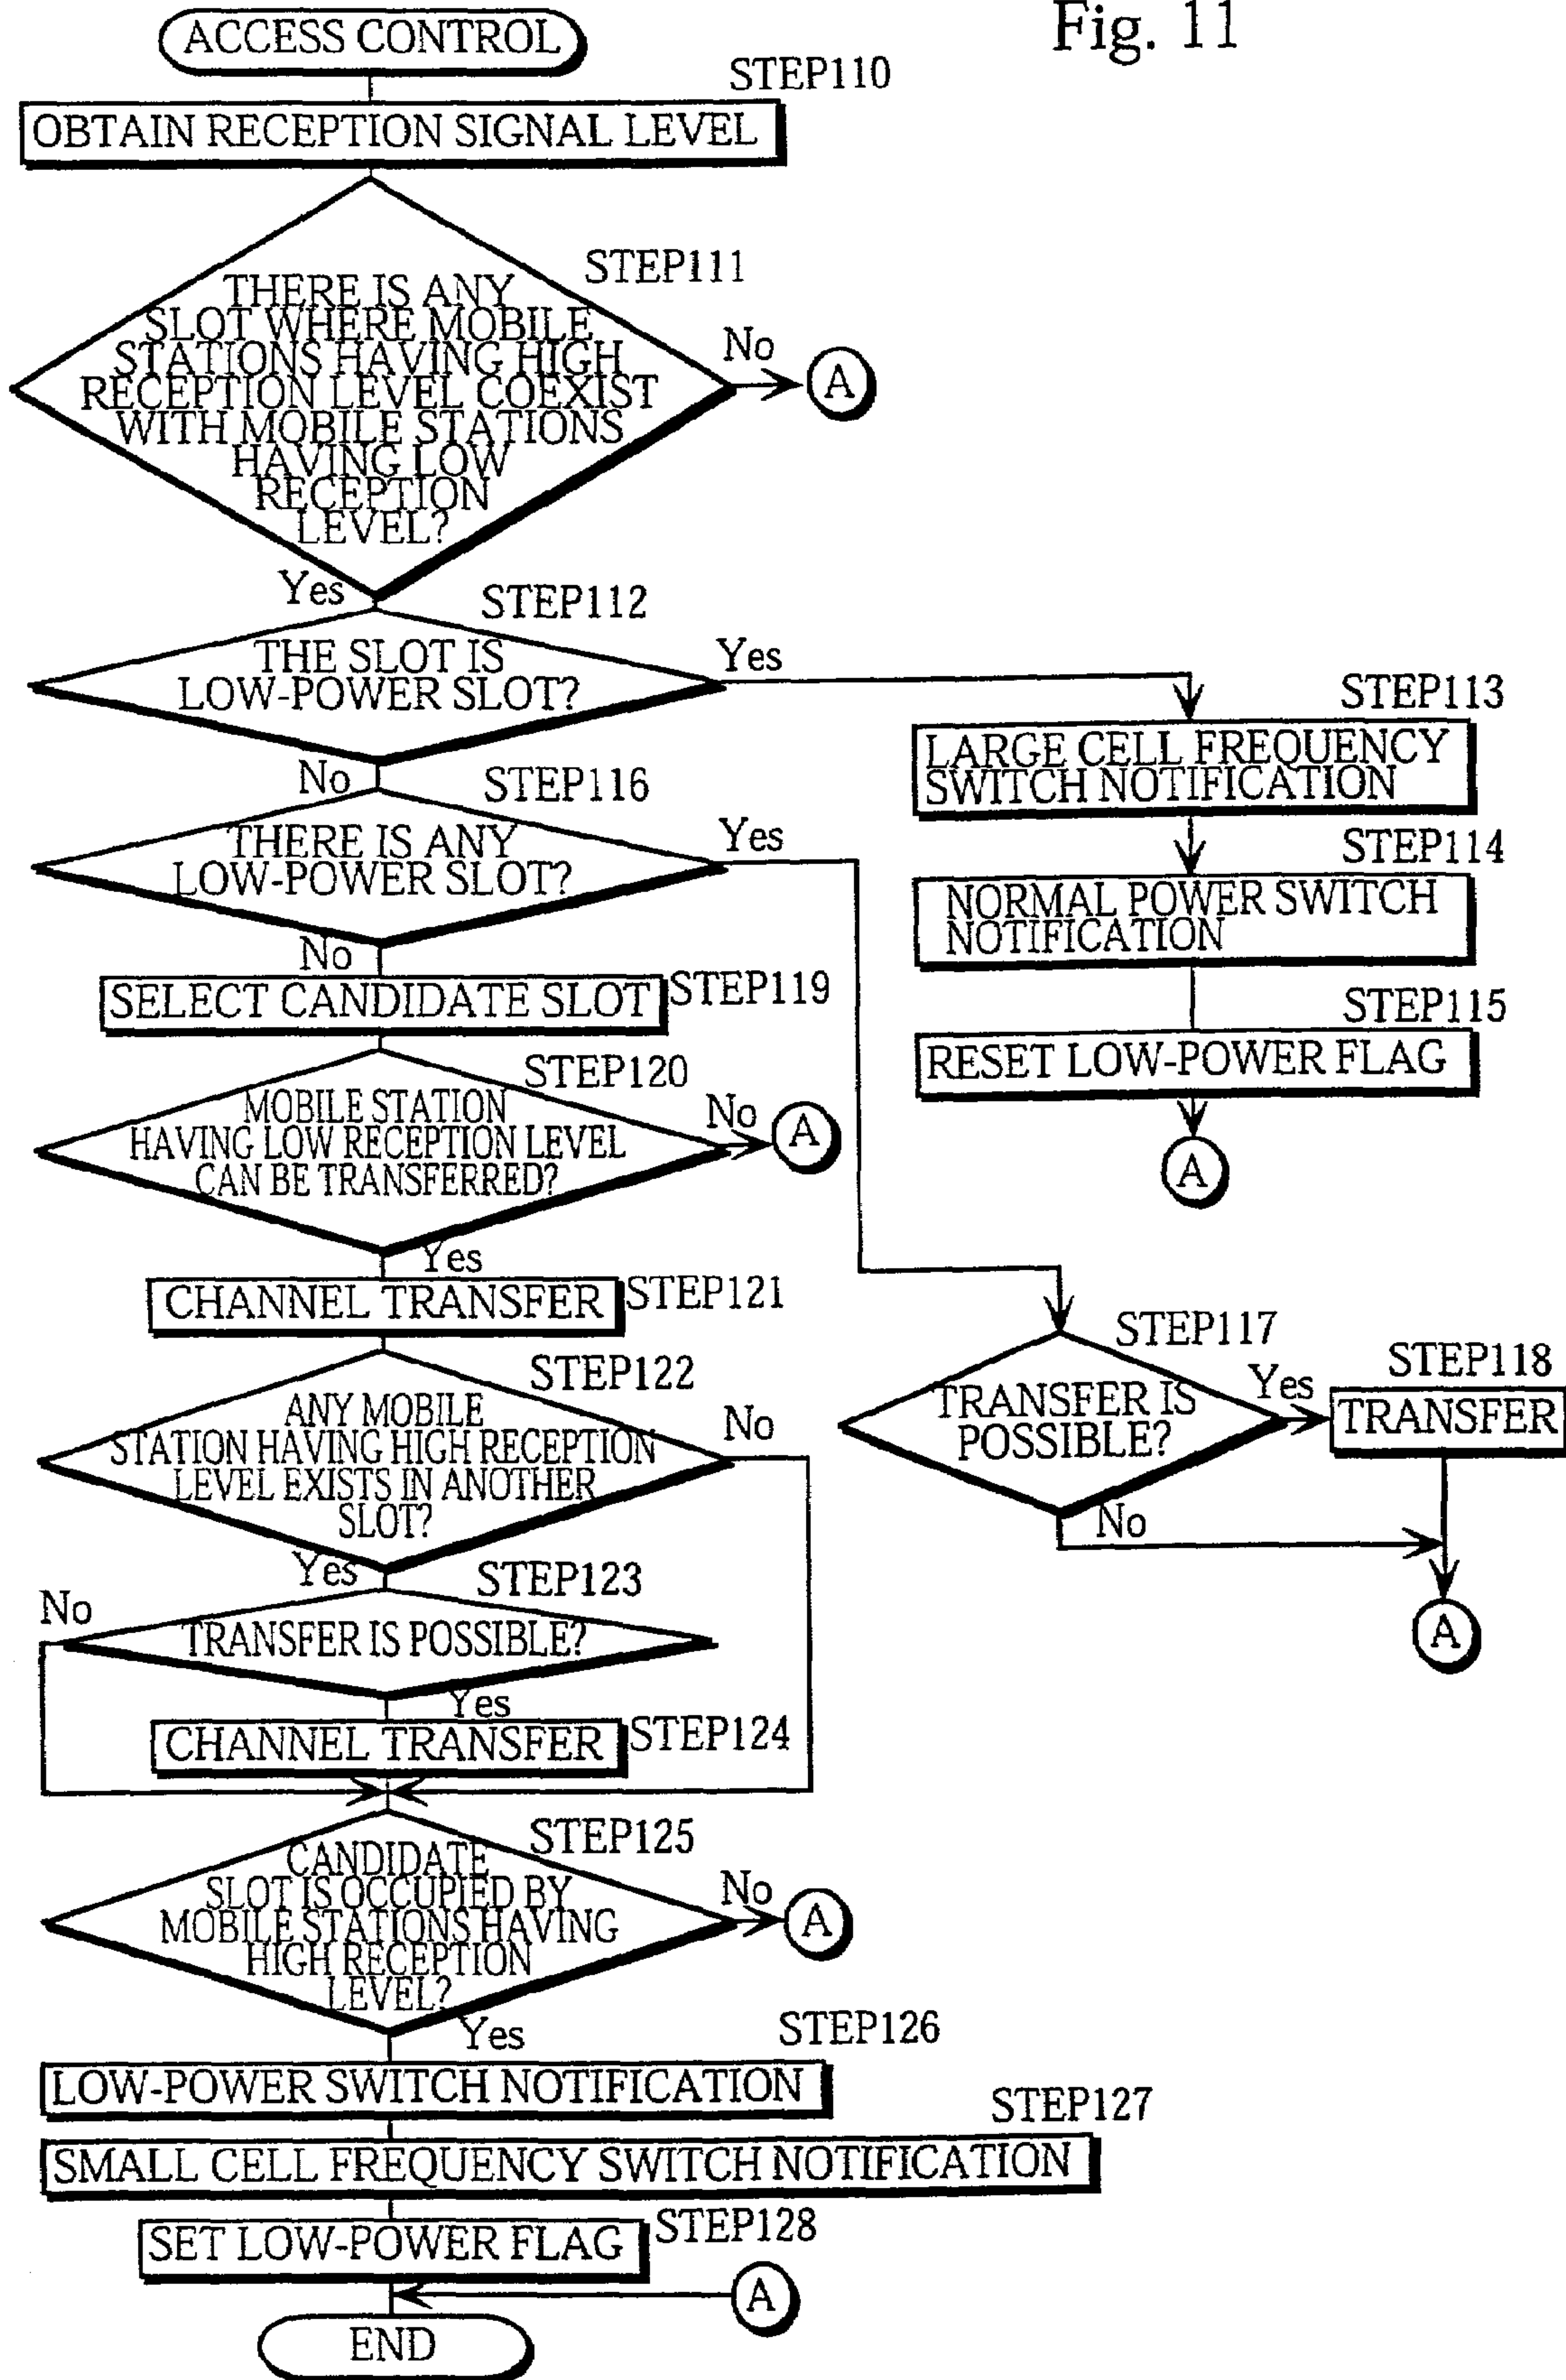 Fig. 11
ACCESS CONTROL
STEP110
OBTAIN RECEPTION SIGNAL LEVEL
STEP111
THERE IS ANY
SLOT WHERE MOBILE
STATIONS HAVING HIGH
RECEPTION LEVEL COEXIST
WITH MOBILE STATIONS
HAVING LOW
RECEPTION
LEVEL?
No
A
Yes
STEP112
THE SLOT IS
LOW-POWER SLOT?
Yes
STEP113
LARGE CELL FREQUENCY
SWITCH NOTIFICATION
STEP114
NORMAL POWER SWITCH
NOTIFICATION
STEP115
RESET LOW-POWER FLAG
A
No
STEP116
THERE IS ANY
LOW-POWER SLOT?
Yes
STEP117
TRANSFER IS
POSSIBLE?
Yes
STEP118
TRANSFER
No
A
No
SELECT CANDIDATE SLOT
STEP119
STEP120
MOBILE STATION
HAVING LOW RECEPTION LEVEL
CAN BE TRANSFERRED?
No
A
Yes
CHANNEL TRANSFER
STEP121
STEP122
ANY MOBILE
STATION HAVING HIGH RECEPTION
LEVEL EXISTS IN ANOTHER
SLOT?
No
Yes
STEP123
No
TRANSFER IS POSSIBLE?
Yes
CHANNEL TRANSFER
STEP124
STEP125
CANDIDATE
SLOT IS OCCUPIED BY
MOBILE STATIONS HAVING
HIGH RECEPTION
LEVEL?
No
A
Yes
STEP126
LOW-POWER SWITCH NOTIFICATION
STEP127
SMALL CELL FREQUENCY SWITCH NOTIFICATION
STEP128
SET LOW-POWER FLAG
A
END